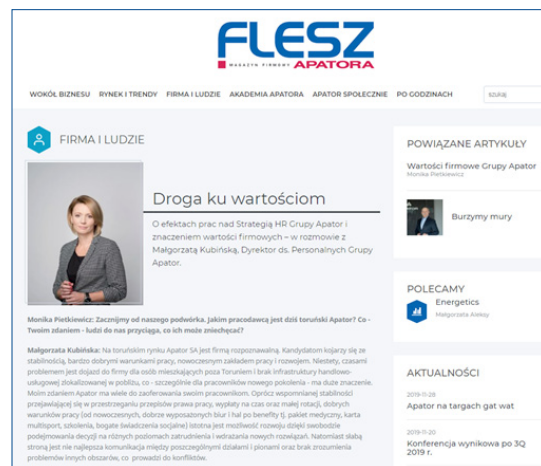 FLESZ
MAGAZYN FIRMOWY APATORA
WOKÓŁ BIZNESU RYNEK I TRENDY FIRMA I LUDZIE AKADEMIA APATORA APATOR SPOŁECZNIE PO GODZINACH
szukaj
FIRMA I LUDZIE
Droga ku wartościom
O efektach prac nad Strategią HR Grupy Apator i
znaczeniem wartości firmowych – w rozmowie z
Małgorzatą Kubińską, Dyrektor ds. Personalnych Grupy
Apator.
Monika Pietkiewicz: Zacznijmy od naszego podwórka. Jakim pracodawcą jest dziś toruński Apator? Co -
Twoim zdaniem - ludzi do nas przyciąga, co ich może zniechęcać?
Małgorzata Kubińska: Na toruńskim rynku Apator SA jest firmą rozpoznawalną. Kandydatom kojarzy się ze
stabilnością, bardzo dobrymi warunkami pracy, nowoczesnym zakładem pracy i rozwojem. Niestety, czasami
problemem jest dojazd do firmy dla osób mieszkających poza Toruniem i brak infrastruktury handlowo-
usługowej zlokalizowanej w pobliżu, co - szczególnie dla pracowników nowego pokolenia - ma duże znaczenie.
Moim zdaniem Apator ma wiele do zaoferowania swoim pracownikom. Oprócz wspomnianej stabilności
przejawiającej się w przestrzeganiu przepisów prawa pracy, wypłaty na czas oraz małej rotacji, dobrych
warunków pracy (od nowoczesnych, dobrze wyposażonych biur i hal po benefity tj. pakiet medyczny, karta
multisport, szkolenia, bogate świadczenia socjalne) istotna jest możliwość rozwoju dzięki swobodzie
podejmowania decyzji na różnych poziomach zatrudnienia i wdrażania nowych rozwiązań. Natomiast słabą
stroną jest nie najlepsza komunikacja między poszczególnymi działami i pionami oraz brak zrozumienia
problemów innych obszarów, co prowadzi do konfliktów.
POWIĄZANE ARTYKUŁY
Wartości firmowe Grupy Apator
Monika Pietkiewicz
Burzymy mury
POLECAMY
Energetics
Małgorzata Aleksy
AKTUALNOŚCI
2019-11-28
Apator na targach gat wat
2019-11-20
Konferencja wynikowa po 3Q
2019 r.